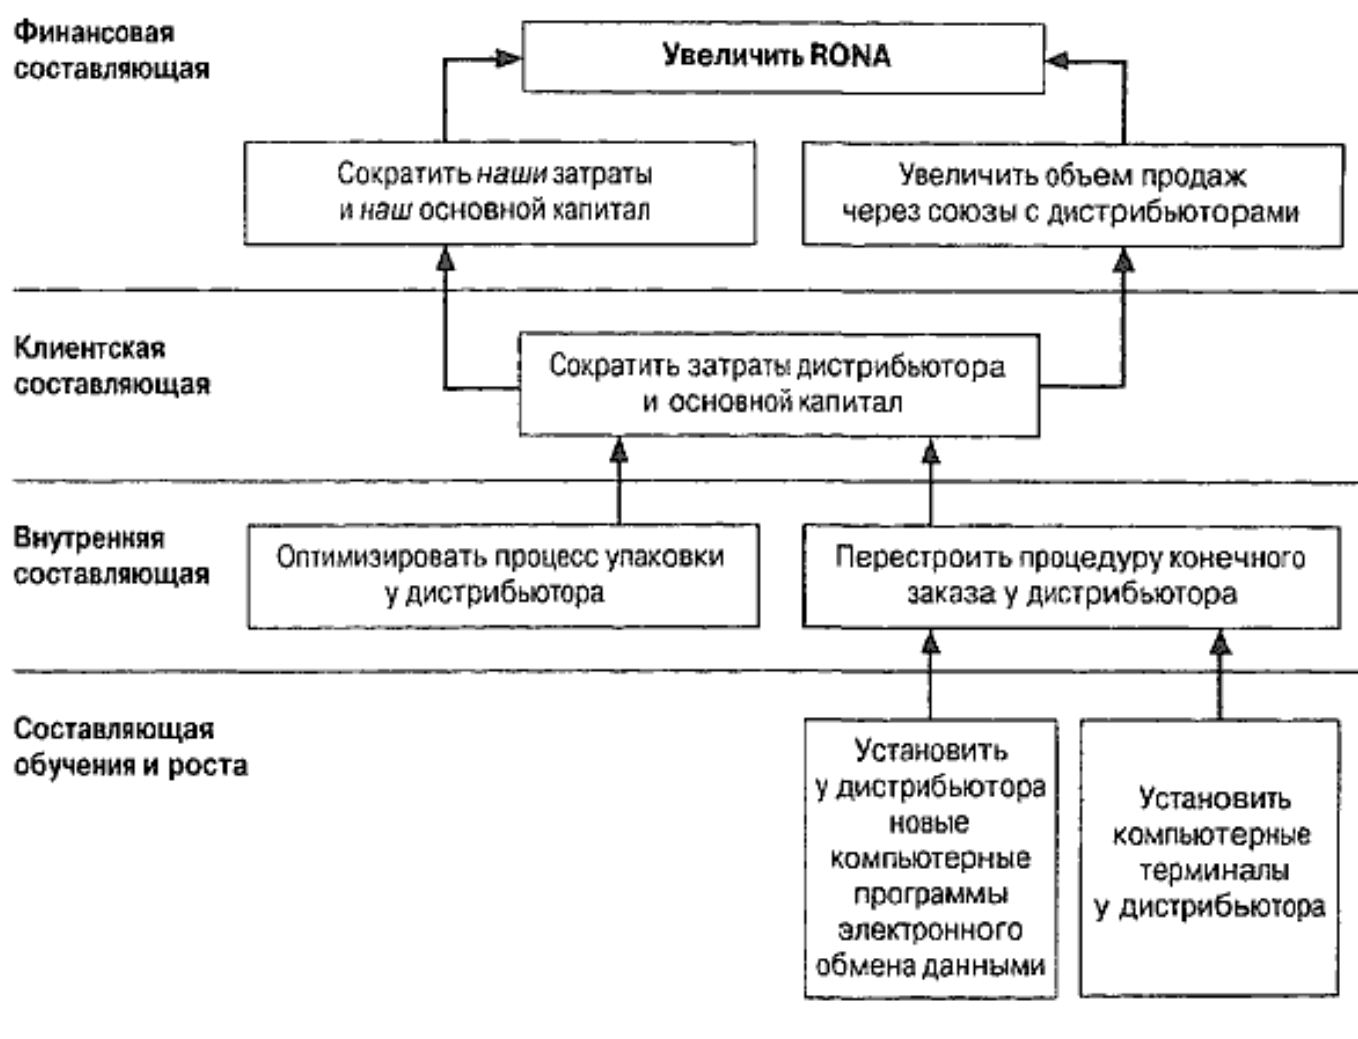 Финансовая
составляющая
Увеличить RONA
Сократить наши затраты
и наш основной капитал
Увеличить объем продаж
через союзы с дистрибьюторами
Клиентская
составляющая
Сократить затраты дистрибьютора
и основной капитал
Внутренняя
составляющая
Оптимизировать процесс упаковки
у дистрибьютора
Перестроить процедуру конечного
заказа у дистрибьютора
Составляющая
обучения и роста
Установить
у дистрибьютора
новые
компьютерные
программы
электронного
обмена данными
Установить
компьютерные
терминалы
у дистрибьютора